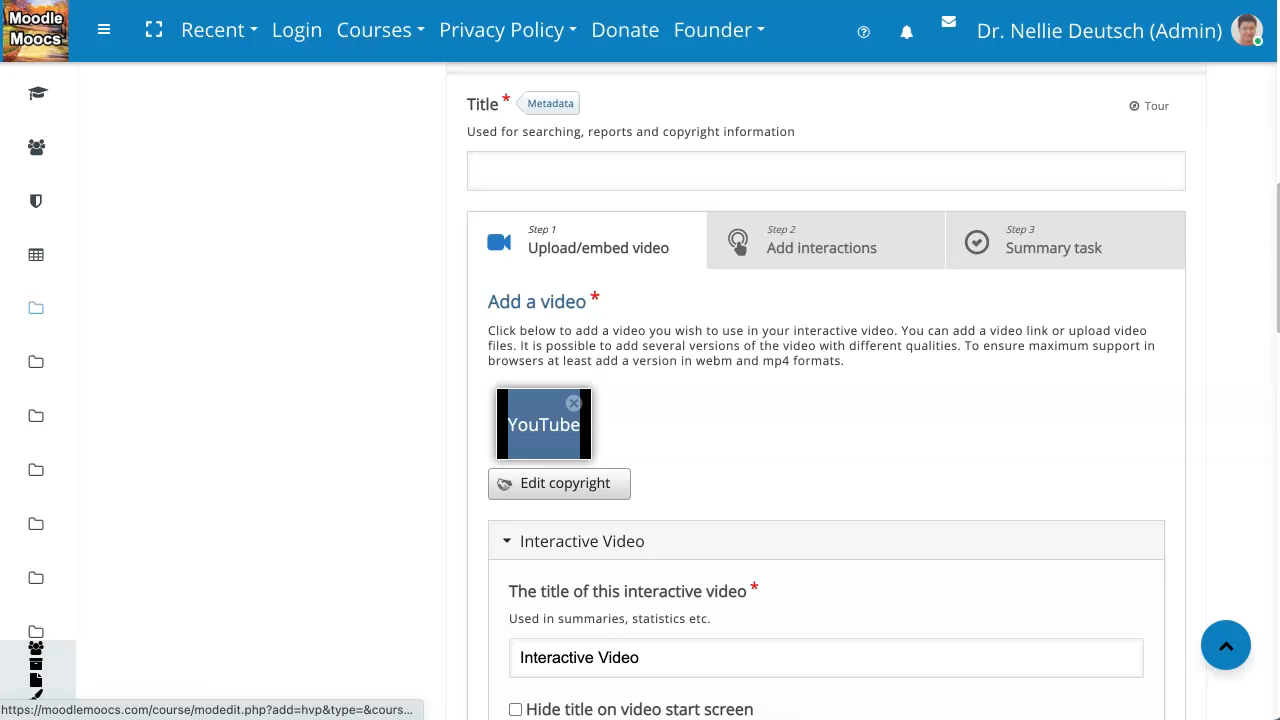 Moodle
Moocs
Recent
Login
Courses
Privacy Policy
Donate
Founder
Dr. Nellie Deutsch (Admin)
Title *
Metadata
Tour
Used for searching, reports and copyright information
Step 1
Upload/embed video
Step 2
Add interactions
Step 3
Summary task
Add a video *
Click below to add a video you wish to use in your interactive video. You can add a video link or upload video
files. It is possible to add several versions of the video with different qualities. To ensure maximum support in
browsers at least add a version in webm and mp4 formats.
YouTube
Edit copyright
Interactive Video
The title of this interactive video *
Used in summaries, statistics etc.
Interactive Video
Hide title on video start screen
https://moodlemoocs.com/course/modedit.php?add=hvp&type=&cours...